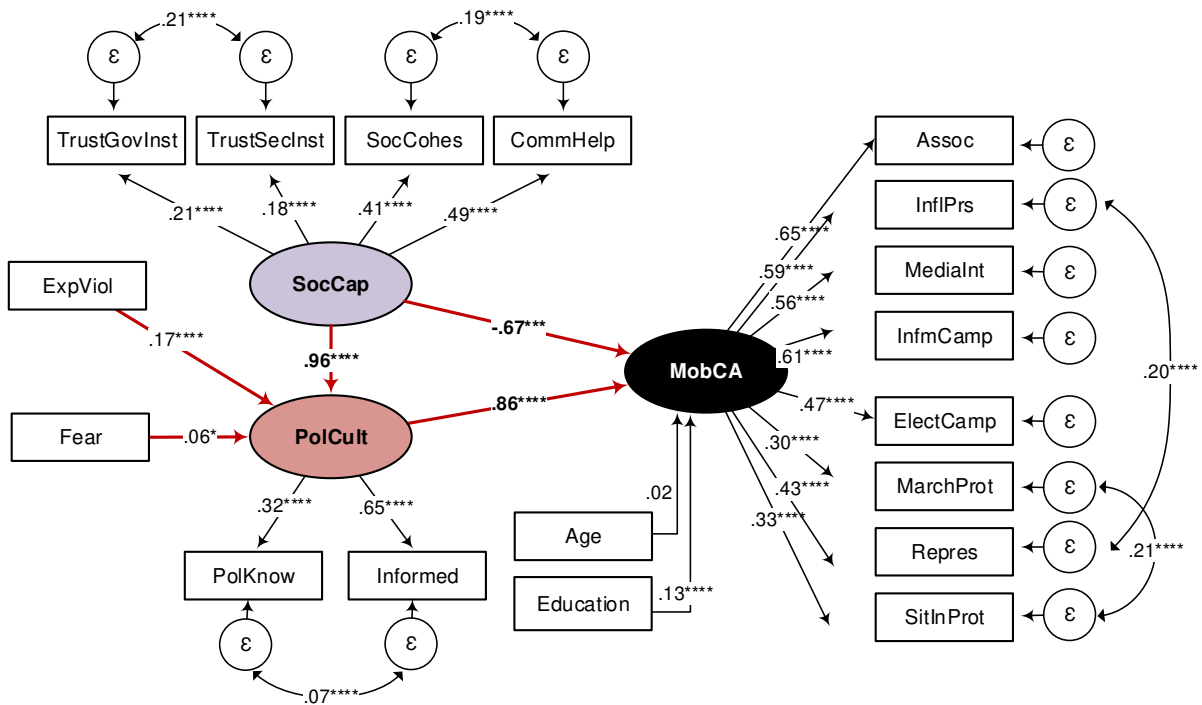 .21****
.19****
ε
ε
ε
ε
TrustGovInst
TrustSecInst
SocCohes
CommHelp
.21****
.18****
.41****
.49****
SocCap
ExpViol
.17****
.96****
-.67***
Fear
.06*
PolCult
.86****
MobCA
.32****
.65****
PolKnow
Informed
ε
ε
.07****
Age
.02
Education
.13****
.65****
.59****
.56****
.61****
.47****
.30****
.43****
.33****
Assoc
ε
InflPrs
ε
MediaInt
ε
InfmCamp
ε
.20****
ElectCamp
ε
MarchProt
ε
Repres
ε
.21****
SitInProt
ε